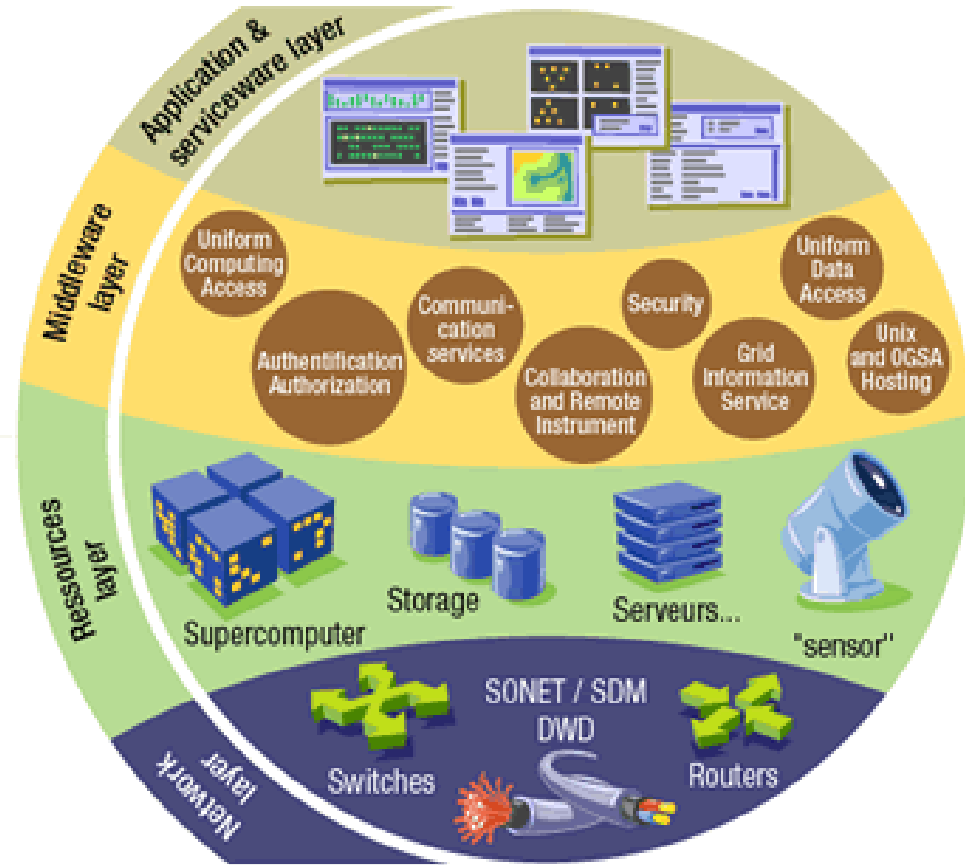 Application &
serviceware layer
Middleware
layer
Uniform
Computing
Access
Authentification
Authorization
Communi-
cation
services
Collaboration
and Remote
Instrument
Security
Grid
Information
Service
Uniform
Data
Access
Unix
and OGSA
Hosting
Ressources
layer
Supercomputer
Storage
Serveurs...
"sensor"
Network
layer
Switches
SONET / SDM
DWD
Routers